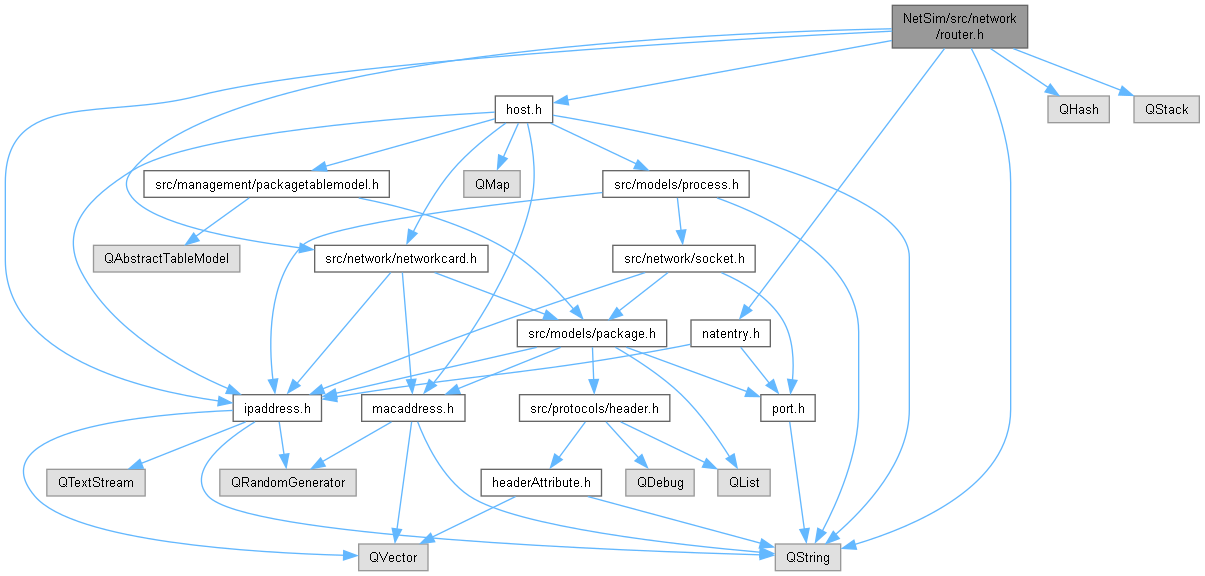 NetSim/src/network
/router.h
host.h
QHash
QStack
src/management/packagetablemodel.h
QMap
src/models/process.h
QAbstractTableModel
src/network/networkcard.h
src/network/socket.h
src/models/package.h
natentry.h
ipaddress.h
macaddress.h
src/protocols/header.h
port.h
QTextStream
QRandomGenerator
headerAttribute.h
QDebug
QList
QVector
QString